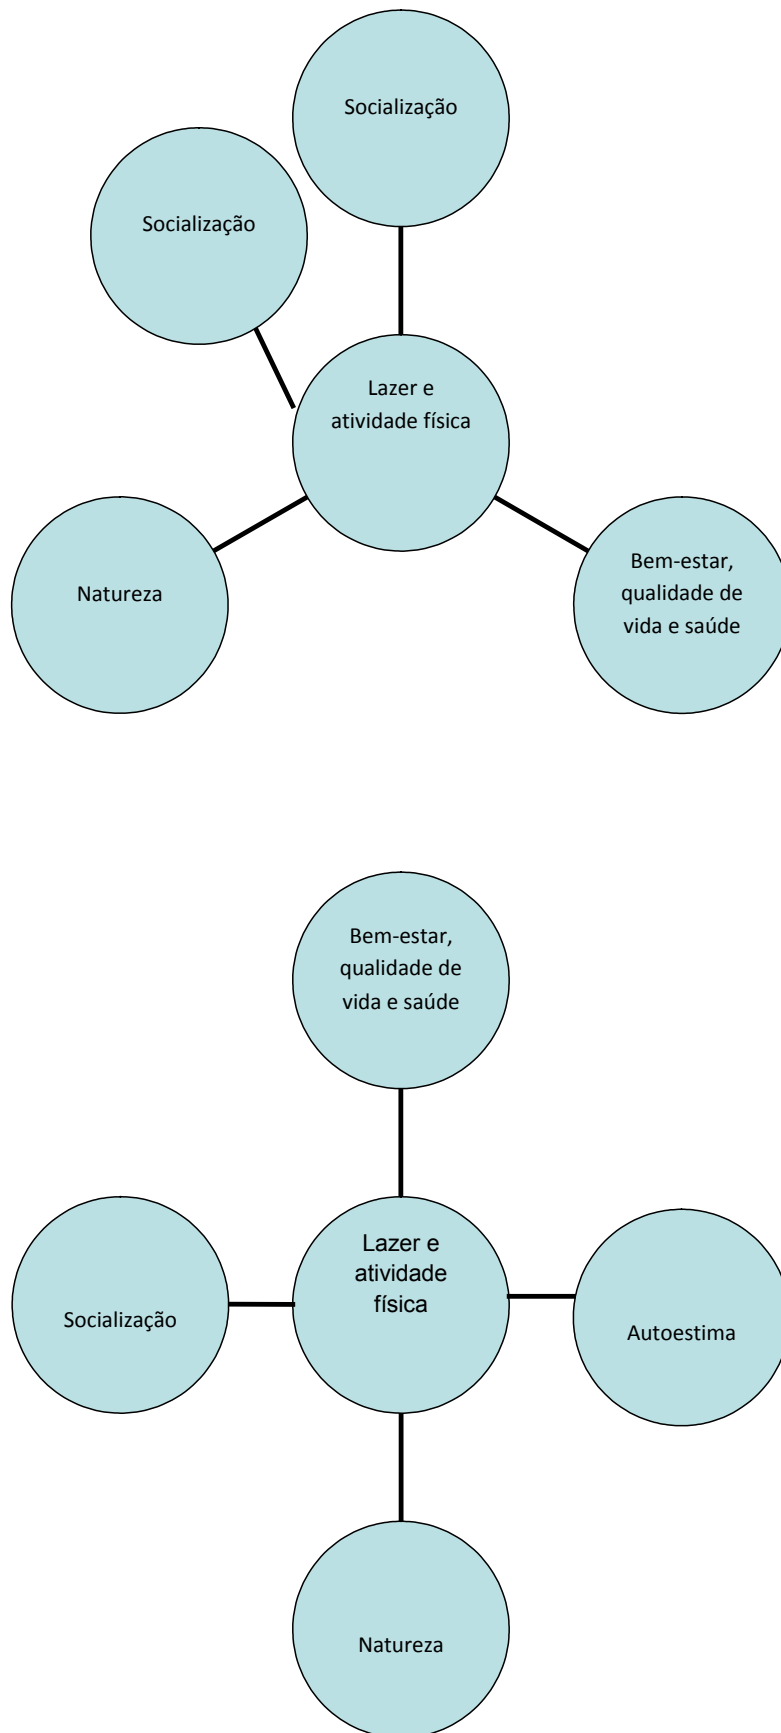 Socialização
Socialização
Lazer e
atividade física
Natureza
Bem-estar,
qualidade de
vida e saúde
Bem-estar,
qualidade de
vida e saúde
Lazer e
atividade
física
Socialização
Autoestima
Natureza